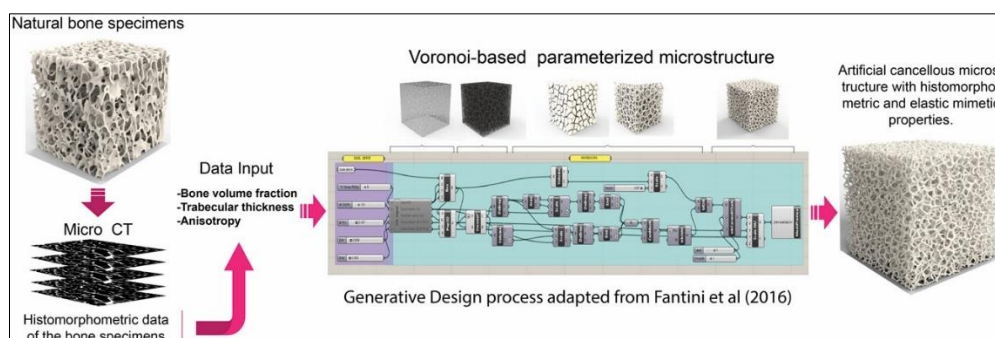 Natural bone specimens
Micro CT
Histomorphometric data
of the bone specimens
Data Input
-Bone volume fraction
-Trabecular thickness
-Anisotropy
Voronoi-based parameterized microstructure
Generative Design process adapted from Fantini et al (2016)
Artificial cancellous micros
tructure with histomorpho
metric and elastic mimetic
properties.